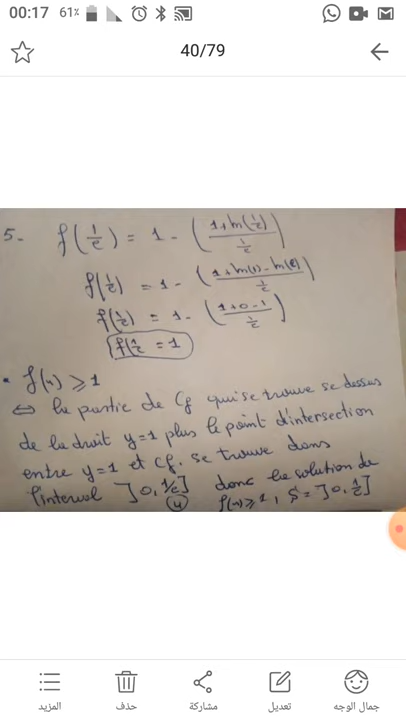 00:17 61%
40/79
5. f(1/e) = 1 - ((1+ln(1/e))/(1/e))
f(1/e) = 1 - ((1+ln(1)-ln(e))/(1/e))
f(1/e) = 1 - ((1+0-1)/(1/e))
f(1/e = 1
• f(x) ⩾ 1
⇔ la partie de Cf qui se trouve se dessus
de la droit y=1 plus le point d'intersection
entre y=1 et Cf. se trouve dans
l'interval ]0, 1/e] donc la solution de
4 f(x) ⩾ 1, S = ]0, 1/e]
المزيد
حذف
مشاركة
تعديل
جمال الوجه